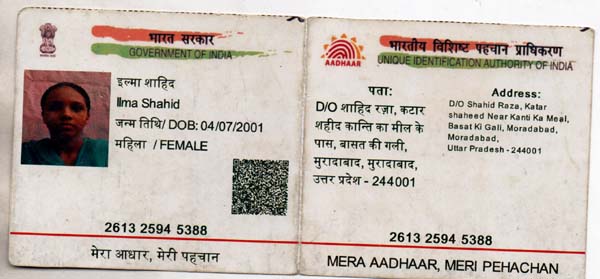 भारत सरकार
GOVERNMENT OF INDIA
इल्मा शाहिद
Ilma Shahid
जन्म तिथि/ DOB: 04/07/2001
महिला / FEMALE
2613 2594 5388
मेरा आधार, मेरी पहचान
भारतीय विशिष्ट पहचान प्राधिकरण
UNIQUE IDENTIFICATION AUTHORITY OF INDIA
AADHAAR
पता:
D/O शाहिद रज़ा, कटार
शहीद कान्ति का मील के
पास, बासत की गली,
मुरादाबाद, मुरादाबाद,
उत्तर प्रदेश - 244001
Address:
D/O Shahid Raza, Katar
shaheed Near Kanti Ka Meal,
Basat Ki Gali, Moradabad,
Moradabad,
Uttar Pradesh - 244001
2613 2594 5388
MERA AADHAAR, MERI PEHACHAN